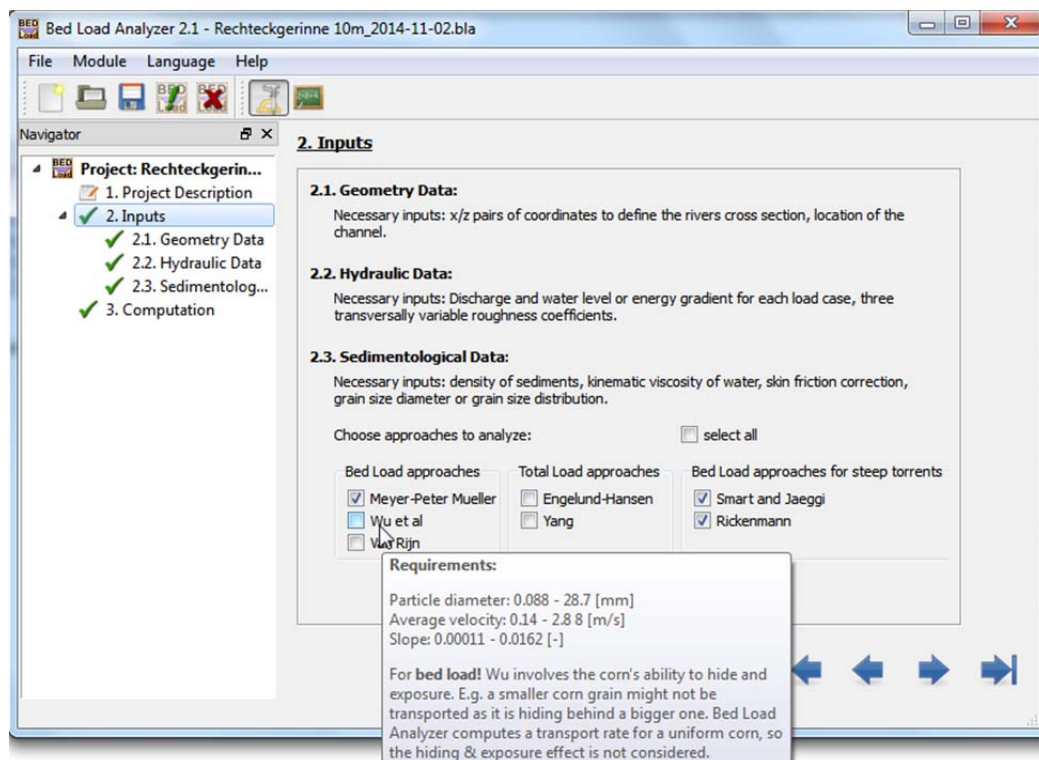 Bed Load Analyzer 2.1 - Rechteckgerinne 10m_2014-11-02.bla
File Module Language Help
Navigator
Project: Rechteckgerin...
1. Project Description
2. Inputs
2.1. Geometry Data
2.2. Hydraulic Data
2.3. Sedimentolog...
3. Computation
2. Inputs
2.1. Geometry Data:
Necessary inputs: x/z pairs of coordinates to define the rivers cross section, location of the
channel.
2.2. Hydraulic Data:
Necessary inputs: Discharge and water level or energy gradient for each load case, three
transversally variable roughness coefficients.
2.3. Sedimentological Data:
Necessary inputs: density of sediments, kinematic viscosity of water, skin friction correction,
grain size diameter or grain size distribution.
Choose approaches to analyze: select all
Bed Load approaches
Meyer-Peter Mueller
Wu et al
Rijn
Total Load approaches
Engelund-Hansen
Yang
Bed Load approaches for steep torrents
Smart and Jaeggi
Rickenmann
Requirements:
Particle diameter: 0.088 - 28.7 [mm]
Average velocity: 0.14 - 2.8 8 [m/s]
Slope: 0.00011 - 0.0162 [-]
For bed load! Wu involves the corn's ability to hide and
exposure. E.g. a smaller corn grain might not be
transported as it is hiding behind a bigger one. Bed Load
Analyzer computes a transport rate for a uniform corn, so
the hiding & exposure effect is not considered.